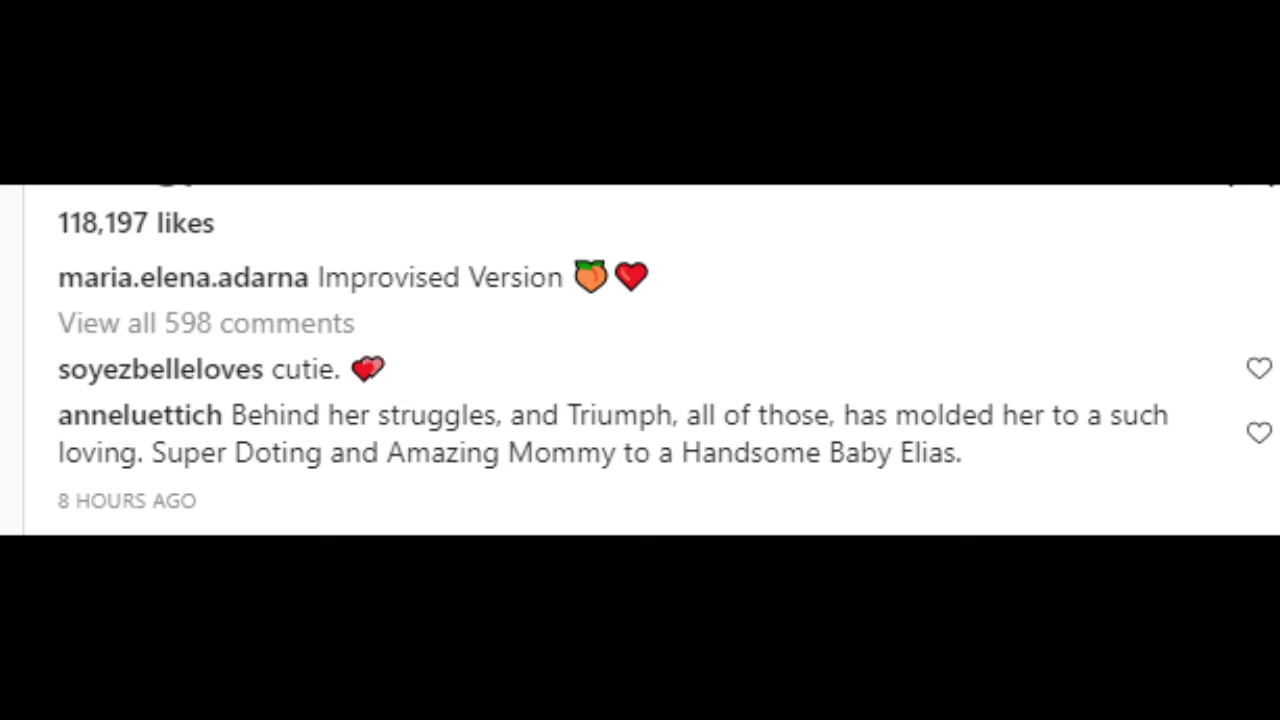 118,197 likes
maria.elena.adarna Improvised Version 🍑❤️
View all 598 comments
soyezbelleloves cutie. 💕
anneluettich Behind her struggles, and Triumph, all of those, has molded her to a such
loving. Super Doting and Amazing Mommy to a Handsome Baby Elias.
8 HOURS AGO